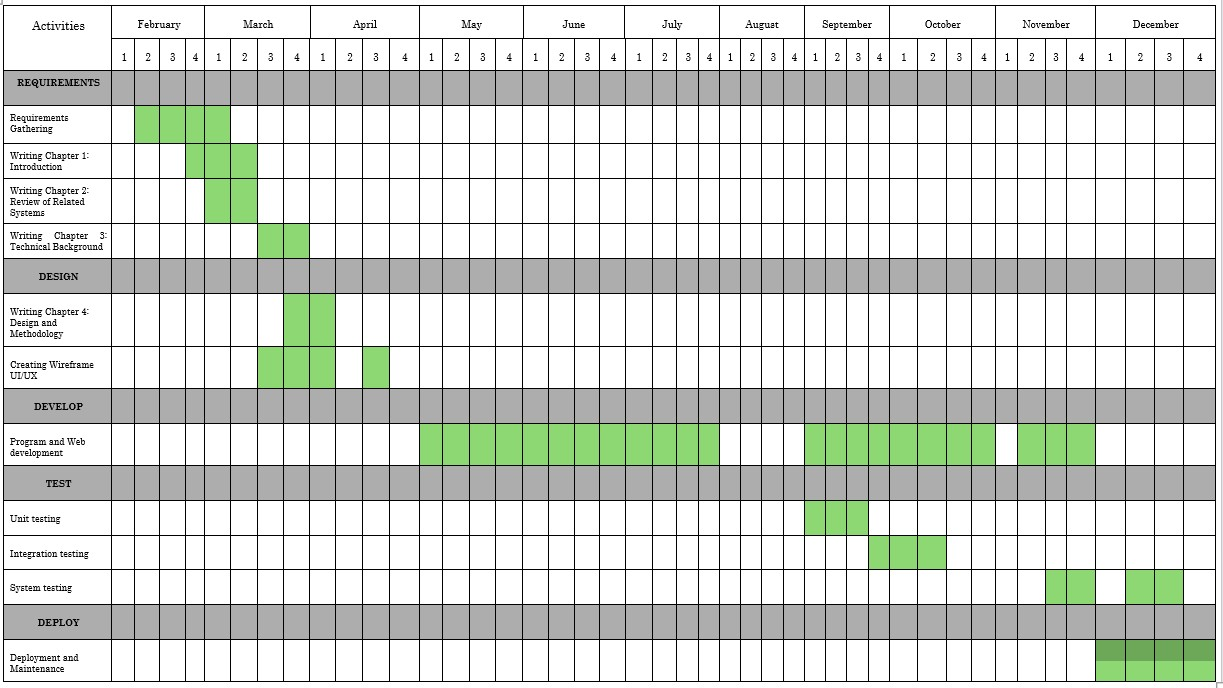 Activities February March April May June July August September October November December
1 2 3 4 1 2 3 4 1 2 3 4 1 2 3 4 1 2 3 4 1 2 3 4 1 2 3 4 1 2 3 4 1 2 3 4 1 2 3 4 1 2 3 4
REQUIREMENTS
Requirements
Gathering
Writing Chapter 1:
Introduction
Writing Chapter 2:
Review of Related
Systems
Writing Chapter 3:
Technical Background
DESIGN
Writing Chapter 4:
Design and
Methodology
Creating Wireframe
UI/UX
DEVELOP
Program and Web
development
TEST
Unit testing
Integration testing
System testing
DEPLOY
Deployment and
Maintenance